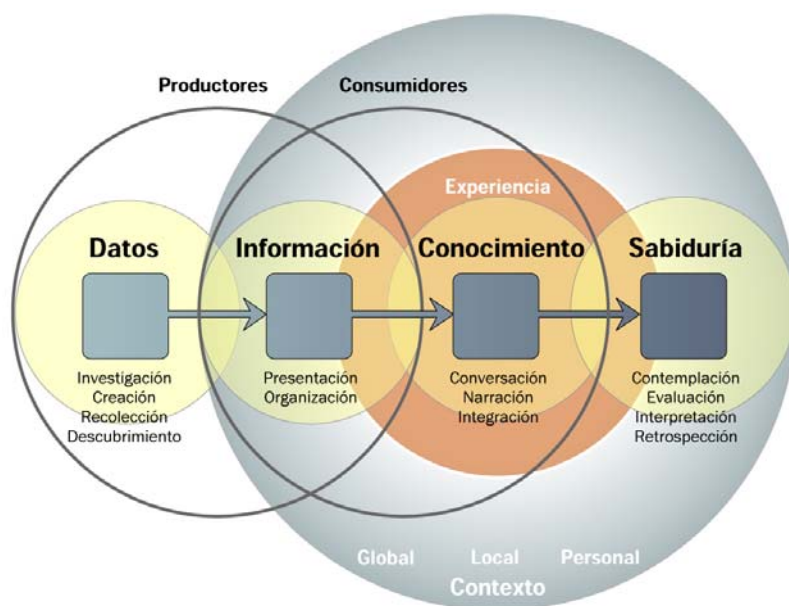 Productores
Consumidores
Experiencia
Datos
Información
Conocimiento
Sabiduría
Investigación
Creación
Recolección
Descubrimiento
Presentación
Organización
Conversación
Narración
Integración
Contemplación
Evaluación
Interpretación
Retrospección
Global
Local
Personal
Contexto